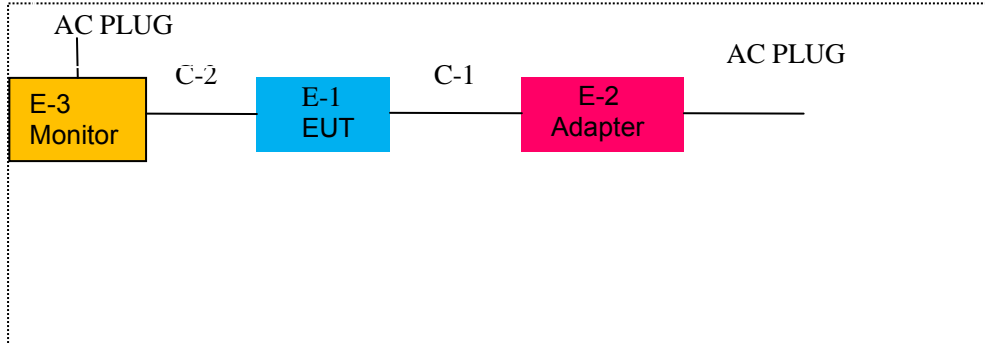 AC PLUG
AC PLUG
C-2
C-1
E-3
Monitor
E-1
EUT
E-2
Adapter